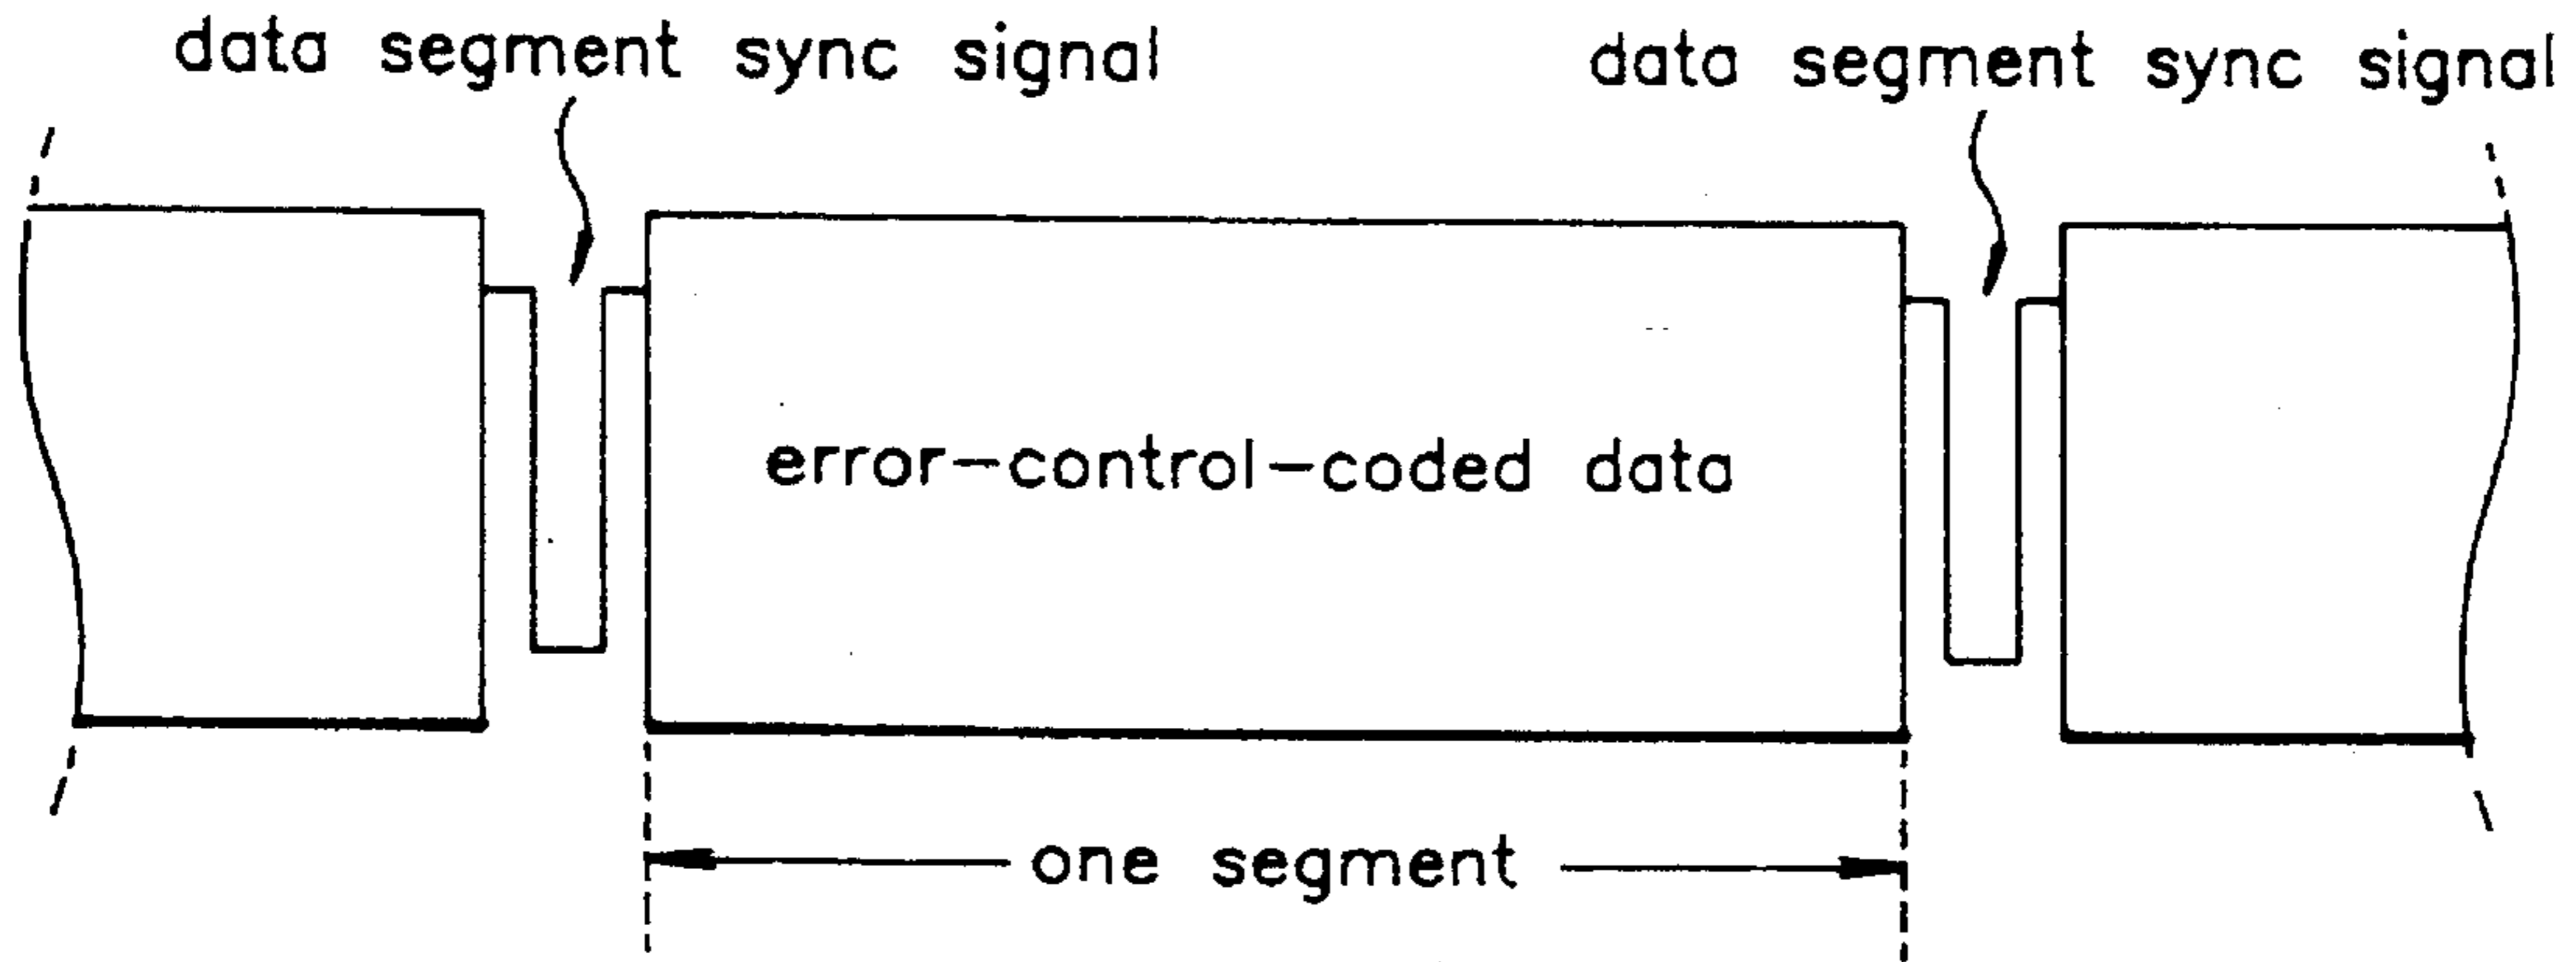 data segment sync signal
data segment sync signal
error-control-coded data
one segment